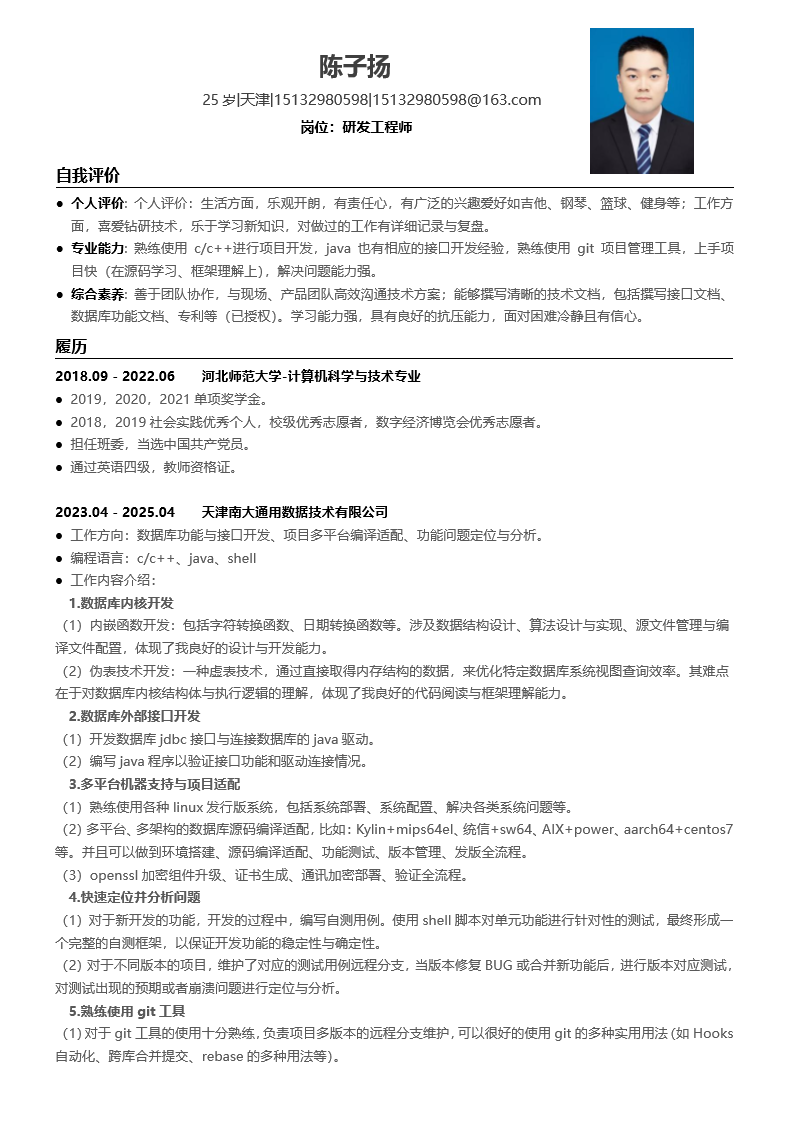 陈子扬
25 岁|天津|15132980598|15132980598@163.com
岗位：研发工程师
自我评价
● 个人评价: 个人评价：生活方面，乐观开朗，有责任心，有广泛的兴趣爱好如吉他、钢琴、篮球、健身等；工作方
面，喜爱钻研技术，乐于学习新知识，对做过的工作有详细记录与复盘。
● 专业能力: 熟练使用 c/c++进行项目开发，java 也有相应的接口开发经验，熟练使用 git 项目管理工具，上手项
目快（在源码学习、框架理解上），解决问题能力强。
● 综合素养: 善于团队协作，与现场、产品团队高效沟通技术方案；能够撰写清晰的技术文档，包括撰写接口文档、
数据库功能文档、专利等（已授权）。学习能力强，具有良好的抗压能力，面对困难冷静且有信心。
履历
2018.09 - 2022.06 河北师范大学-计算机科学与技术专业
● 2019，2020，2021 单项奖学金。
● 2018，2019 社会实践优秀个人，校级优秀志愿者，数字经济博览会优秀志愿者。
● 担任班委，当选中国共产党员。
● 通过英语四级，教师资格证。
2023.04 - 2025.04 天津南大通用数据技术有限公司
● 工作方向：数据库功能与接口开发、项目多平台编译适配、功能问题定位与分析。
● 编程语言：c/c++、java、shell
● 工作内容介绍：
1.数据库内核开发
（1）内嵌函数开发：包括字符转换函数、日期转换函数等。涉及数据结构设计、算法设计与实现、源文件管理与编
译文件配置，体现了我良好的设计与开发能力。
（2）伪表技术开发：一种虚表技术，通过直接取得内存结构的数据，来优化特定数据库系统视图查询效率。其难点
在于对数据库内核结构体与执行逻辑的理解，体现了我良好的代码阅读与框架理解能力。
2.数据库外部接口开发
（1）开发数据库 jdbc 接口与连接数据库的 java 驱动。
（2）编写 java 程序以验证接口功能和驱动连接情况。
3.多平台机器支持与项目适配
（1）熟练使用各种 linux 发行版系统，包括系统部署、系统配置、解决各类系统问题等。
（2）多平台、多架构的数据库源码编译适配，比如：Kylin+mips64el、统信+sw64、AIX+power、aarch64+centos7
等。并且可以做到环境搭建、源码编译适配、功能测试、版本管理、发版全流程。
（3）openssl 加密组件升级、证书生成、通讯加密部署、验证全流程。
4.快速定位并分析问题
（1）对于新开发的功能，开发的过程中，编写自测用例。使用 shell 脚本对单元功能进行针对性的测试，最终形成一
个完整的自测框架，以保证开发功能的稳定性与确定性。
（2）对于不同版本的项目，维护了对应的测试用例远程分支，当版本修复 BUG 或合并新功能后，进行版本对应测试，
对测试出现的预期或者崩溃问题进行定位与分析。
5.熟练使用 git 工具
（1）对于 git 工具的使用十分熟练，负责项目多版本的远程分支维护，可以很好的使用 git 的多种实用用法（如 Hooks
自动化、跨库合并提交、rebase 的多种用法等）。